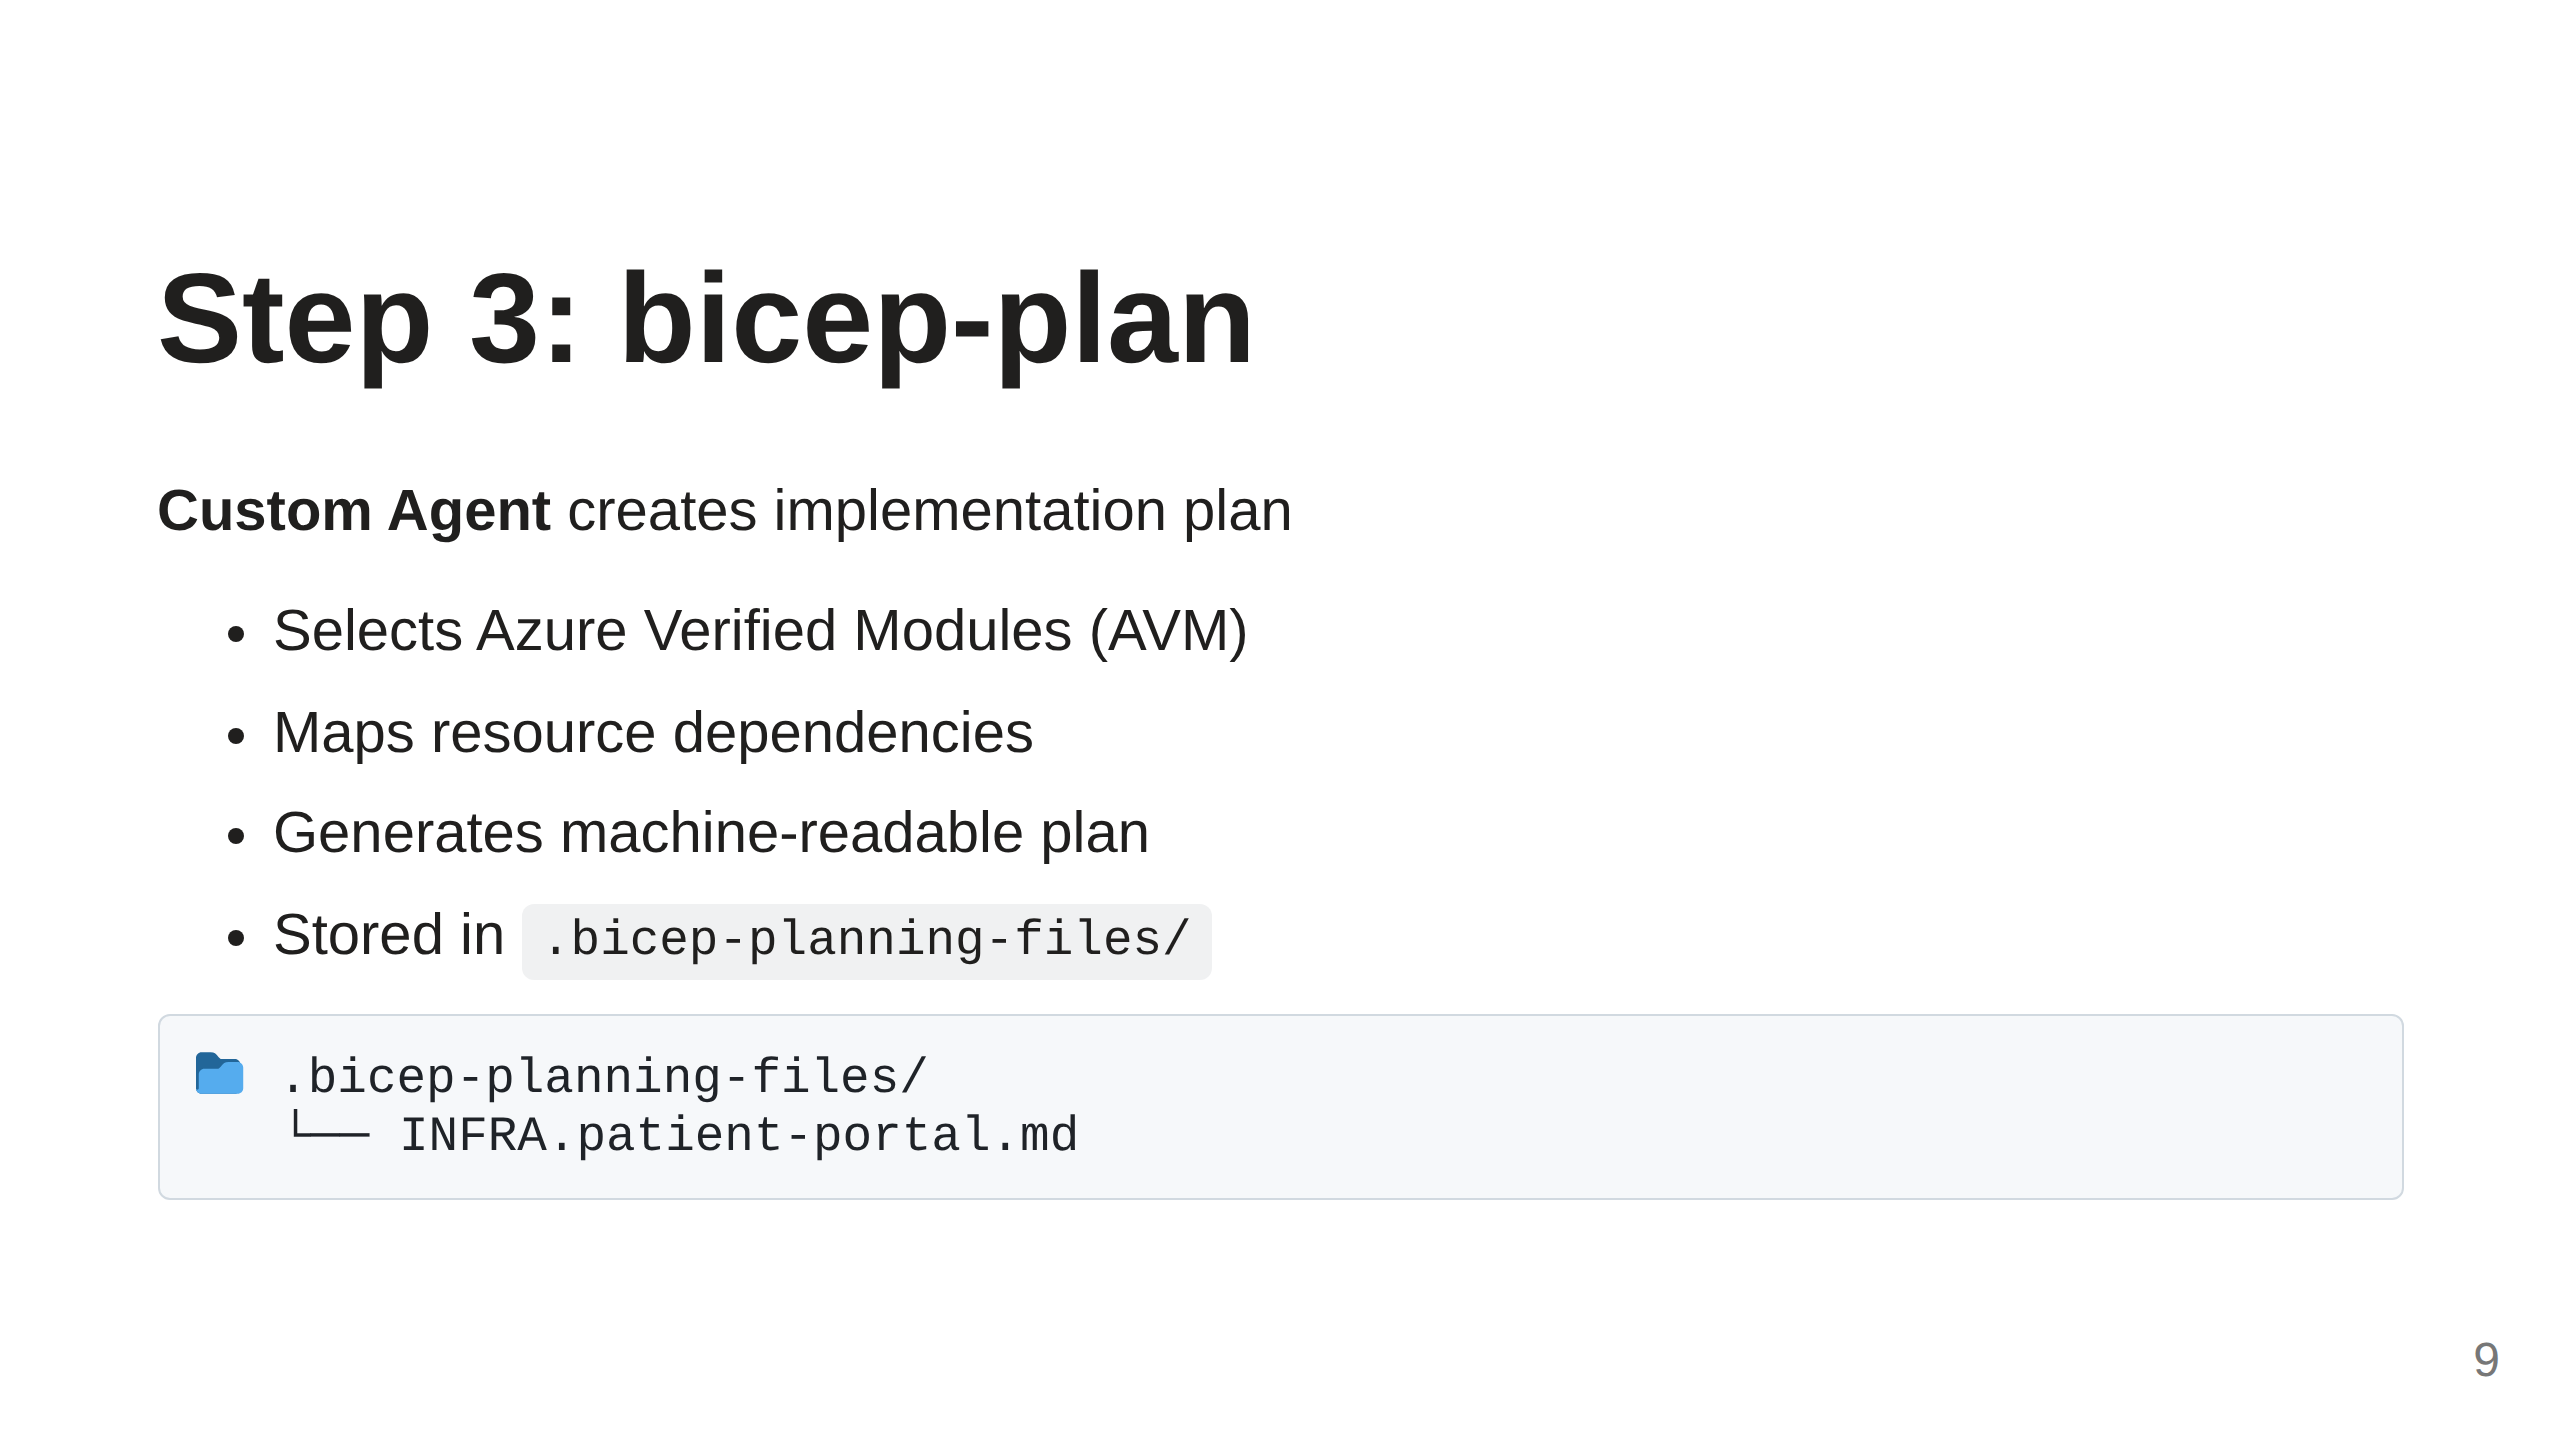 Step 3: bicep-plan
Custom Agent creates implementation plan
• Selects Azure Verified Modules (AVM)
• Maps resource dependencies
• Generates machine-readable plan
• Stored in .bicep-planning-files/
.bicep-planning-files/
└── INFRA.patient-portal.md
9